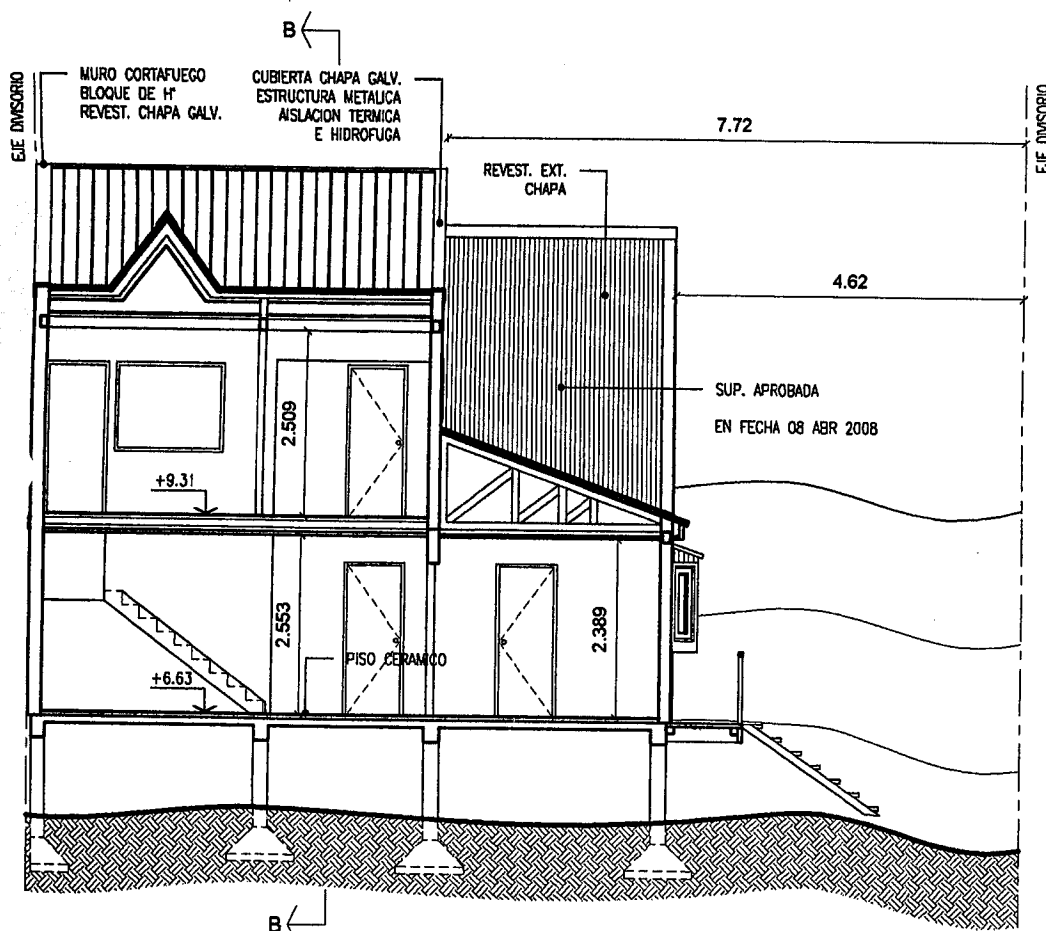 B
EJE DIVISORIO
MURO CORTAFUEGO
BLOQUE DE Hº
REVEST. CHAPA GALV.
CUBIERTA CHAPA GALV.
ESTRUCTURA METALICA
AISLACION TERMICA
E HIDROFUGA
7.72
EJE DIVISORIO
REVEST. EXT.
CHAPA
4.62
SUP. APROBADA
EN FECHA 08 ABR 2008
2.509
+9.31
2.553
2.389
PISO CERAMICO
+6.63
B